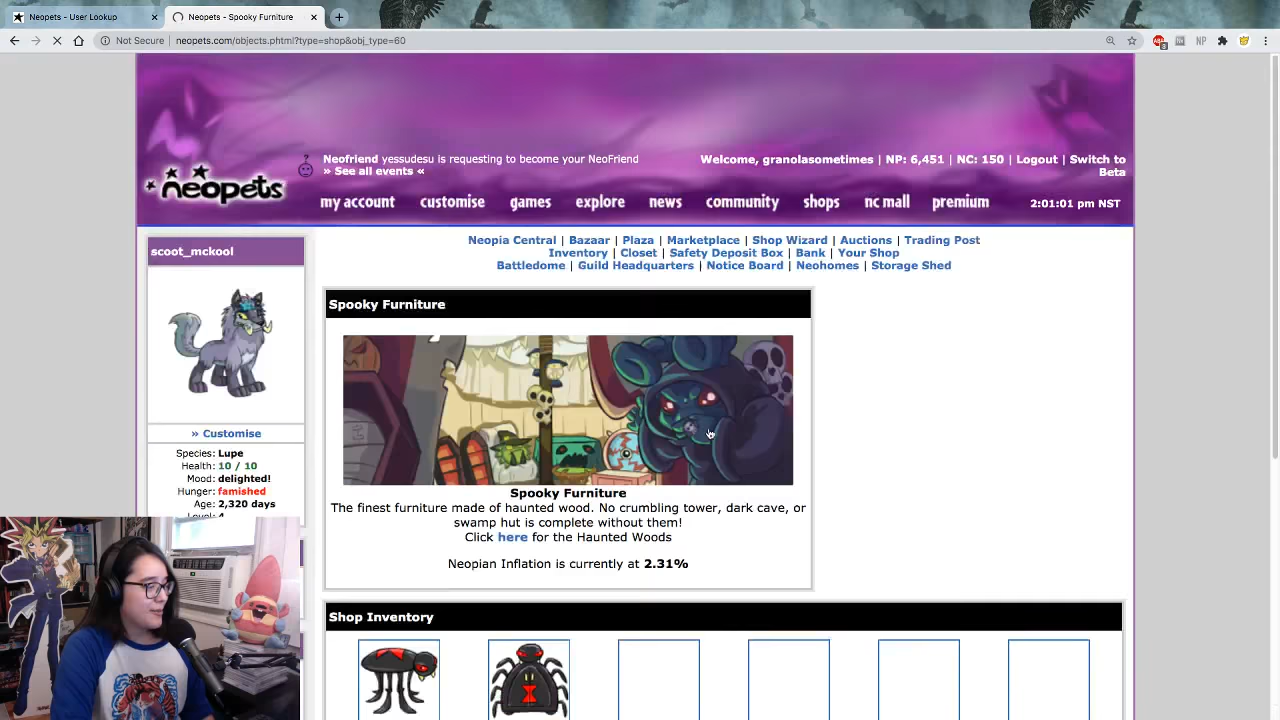 Neopets - User Lookup
Neopets - Spooky Furniture
Not Secure | neopets.com/objects.phtml?type=shop&obj_type=60
Neofriend yessudesu is requesting to become your NeoFriend
» See all events «
Welcome, granolasometimes | NP: 6,451 | NC: 150 | Logout | Switch to
Beta
neopets
my account customise games explore news community shops nc mall premium
2:01:01 pm NST
Neopia Central | Bazaar | Plaza | Marketplace | Shop Wizard | Auctions | Trading Post
Inventory | Closet | Safety Deposit Box | Bank | Your Shop
Battledome | Guild Headquarters | Notice Board | Neohomes | Storage Shed
scoot_mckool
» Customise
Species: Lupe
Health: 10 / 10
Mood: delighted!
Hunger: famished
Age: 2,320 days
Spooky Furniture
Spooky Furniture
The finest furniture made of haunted wood. No crumbling tower, dark cave, or
swamp hut is complete without them!
Click here for the Haunted Woods
Neopian Inflation is currently at 2.31%
Shop Inventory